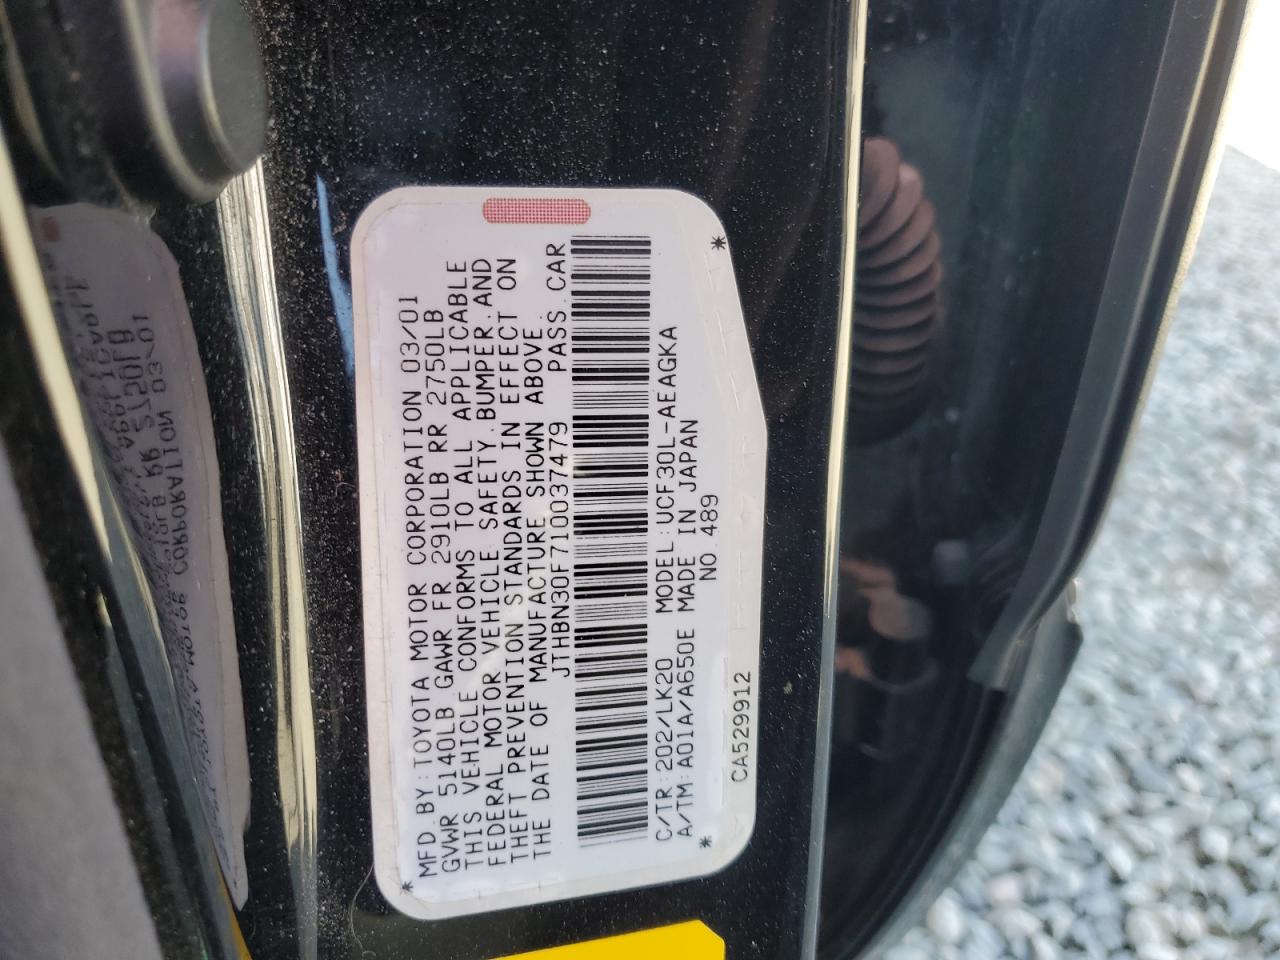 MFD. BY: TOYOTA MOTOR CORPORATION 03/01
GVWR 5140LB GAWR FR 2910LB RR 2750LB
THIS VEHICLE CONFORMS TO ALL APPLICABLE
FEDERAL MOTOR VEHICLE SAFETY, BUMPER, AND
THEFT PREVENTION STANDARDS IN EFFECT ON
THE DATE OF MANUFACTURE SHOWN ABOVE.
JTHBN30F710037479 PASS. CAR
C/TR: 202/LK20 MODEL: UCF30L-AEAGKA
A/TM: A01A/A650E MADE IN JAPAN
NO. 489
CA529912